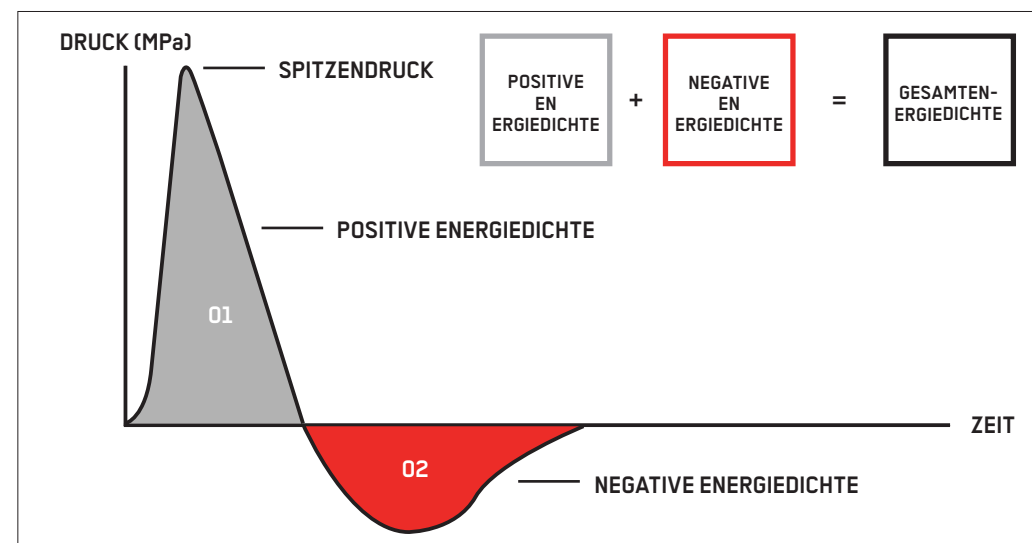 DRUCK (MPa)
SPITZENDRUCK
POSITIVE
EN
ERGIEDICHTE
+
NEGATIVE
EN
ERGIEDICHTE
=
GESAMTEN-
ERGIEDICHTE
POSITIVE ENERGIEDICHTE
01
ZEIT
02
NEGATIVE ENERGIEDICHTE